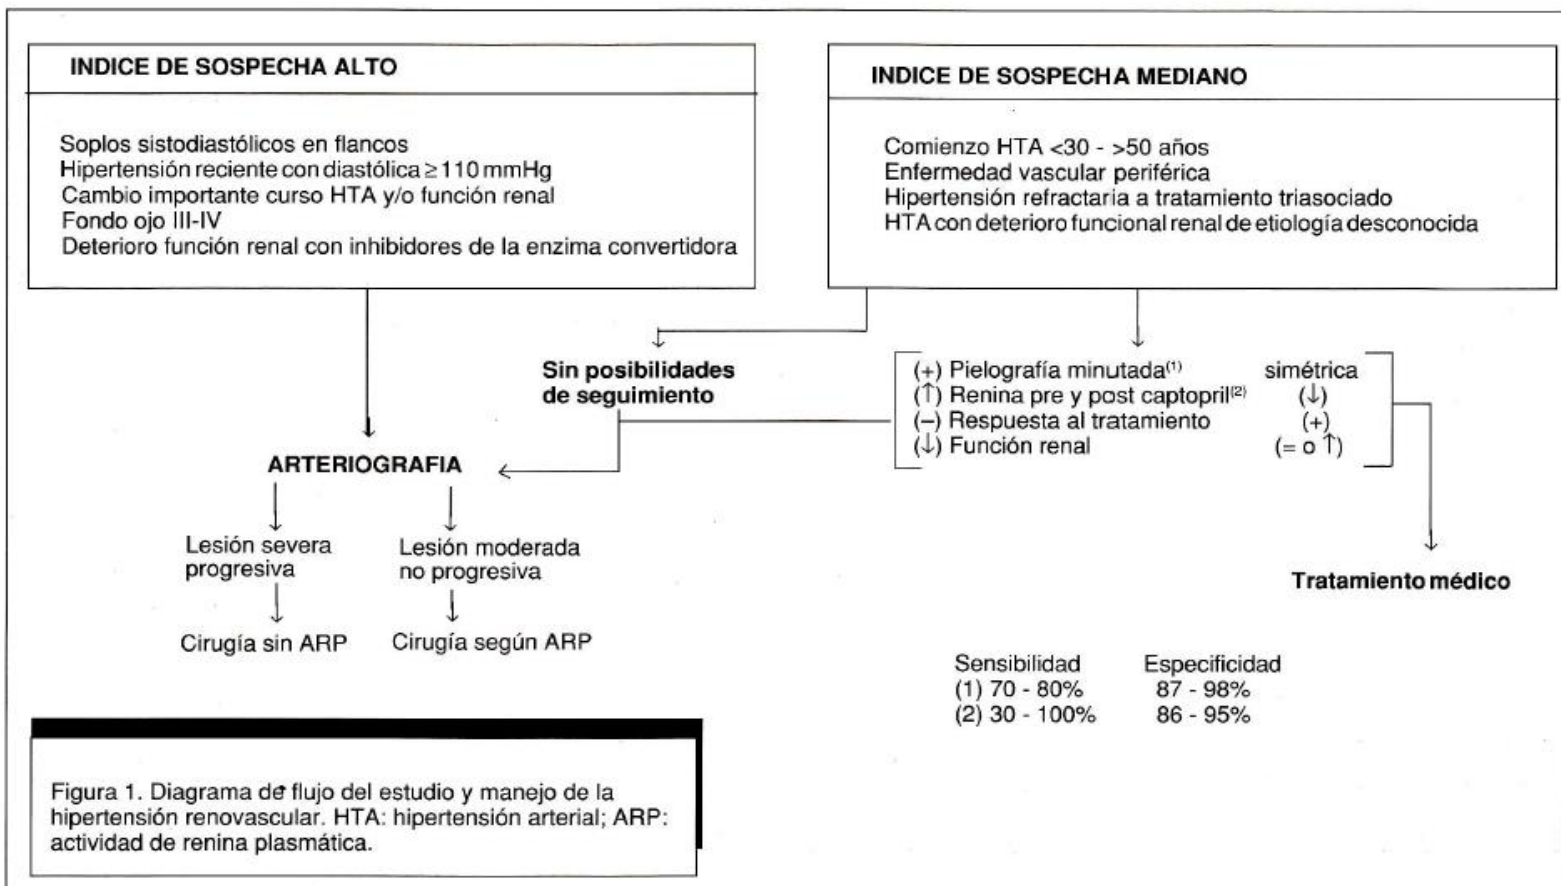 INDICE DE SOSPECHA ALTO
Soplos sistodiastólicos en flancos
Hipertensión reciente con diastólica ≥ 110 mmHg
Cambio importante curso HTA y/o función renal
Fondo ojo III-IV
Deterioro función renal con inhibidores de la enzima convertidora
INDICE DE SOSPECHA MEDIANO
Comienzo HTA <30 - >50 años
Enfermedad vascular periférica
Hipertensión refractaria a tratamiento triasociado
HTA con deterioro funcional renal de etiología desconocida
Sin posibilidades
de seguimiento
(+) Pielografía minutada(1) simétrica
(↑) Renina pre y post captopril(2) (↓)
(–) Respuesta al tratamiento (+)
(↓) Función renal (= o ↑)
ARTERIOGRAFIA
Lesión severa
progresiva
Lesión moderada
no progresiva
Cirugía sin ARP
Cirugía según ARP
Tratamiento médico
Sensibilidad Especificidad
(1) 70 - 80% 87 - 98%
(2) 30 - 100% 86 - 95%
Figura 1. Diagrama de flujo del estudio y manejo de la
hipertensión renovascular. HTA: hipertensión arterial; ARP:
actividad de renina plasmática.